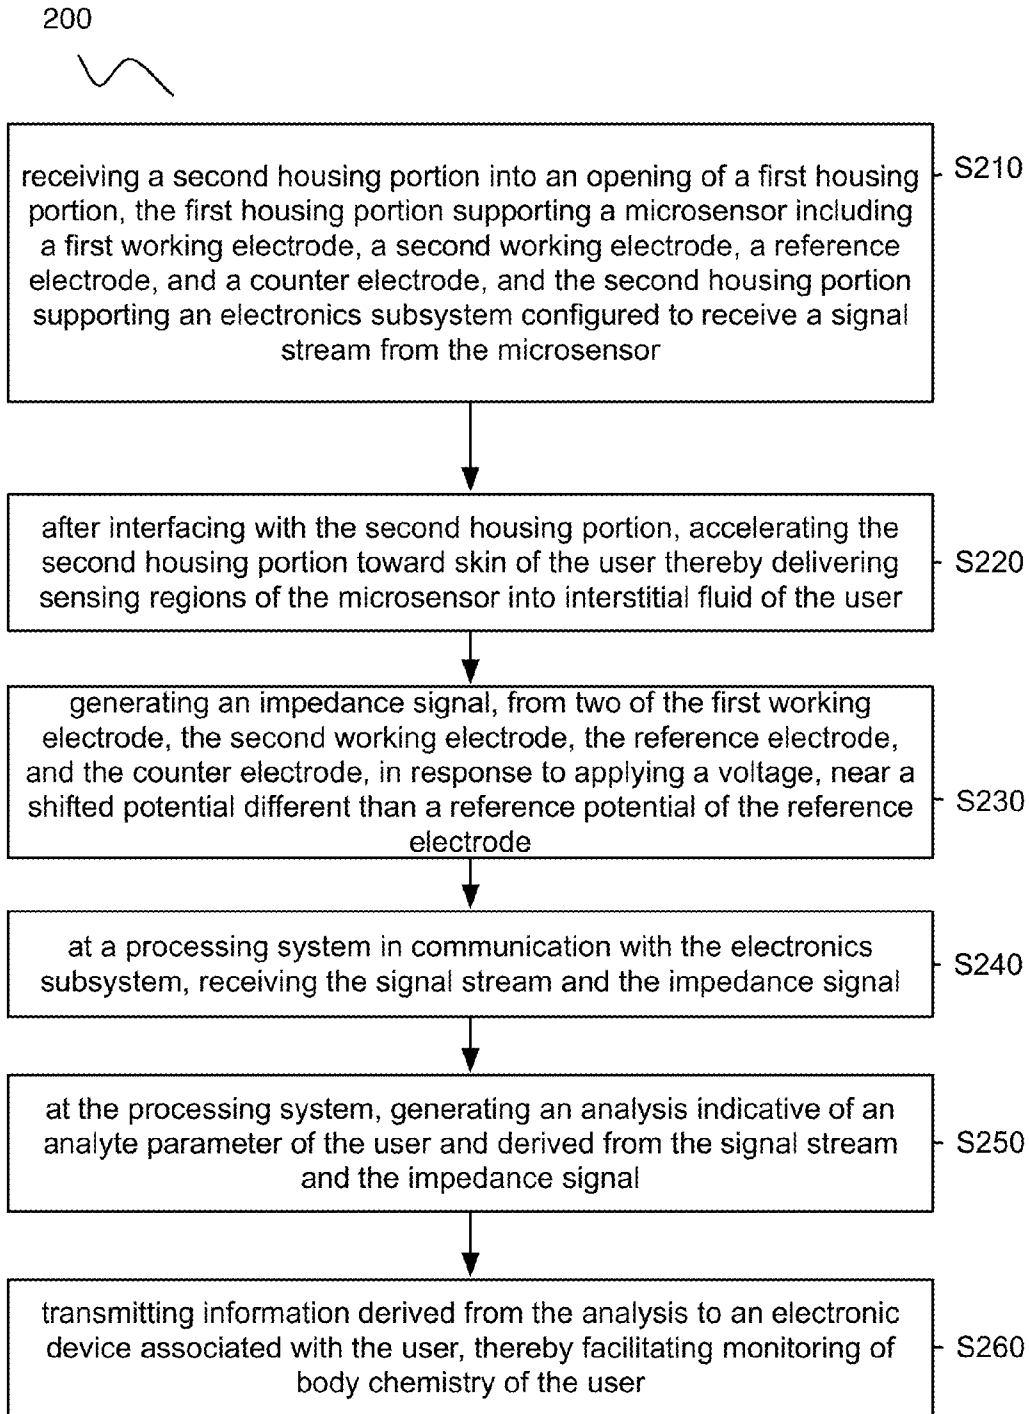 200
receiving a second housing portion into an opening of a first housing
portion, the first housing portion supporting a microsensor including
a first working electrode, a second working electrode, a reference
electrode, and a counter electrode, and the second housing portion
supporting an electronics subsystem configured to receive a signal
stream from the microsensor
S210
after interfacing with the second housing portion, accelerating the
second housing portion toward skin of the user thereby delivering
sensing regions of the microsensor into interstitial fluid of the user
S220
generating an impedance signal, from two of the first working
electrode, the second working electrode, the reference electrode,
and the counter electrode, in response to applying a voltage, near a
shifted potential different than a reference potential of the reference
electrode
S230
at a processing system in communication with the electronics
subsystem, receiving the signal stream and the impedance signal
S240
at the processing system, generating an analysis indicative of an
analyte parameter of the user and derived from the signal stream
and the impedance signal
S250
transmitting information derived from the analysis to an electronic
device associated with the user, thereby facilitating monitoring of
body chemistry of the user
S260